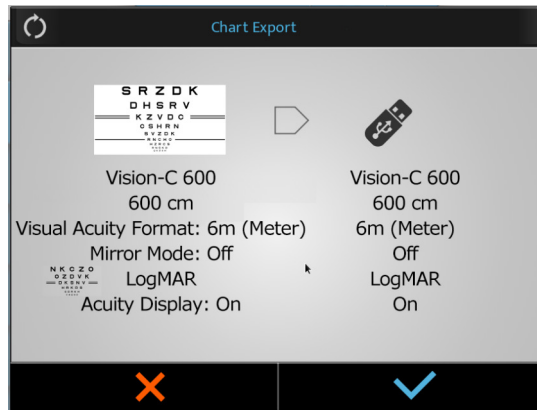 Chart Export
S R Z D K
D H S R V
K Z V D C
C S H R N
S V Z D K
Vision-C 600
Vision-C 600
600 cm
600 cm
Visual Acuity Format: 6m (Meter)
6m (Meter)
Mirror Mode: Off
Off
N K C Z O
O Z D V K
D K S N V
LogMAR
LogMAR
Acuity Display: On
On